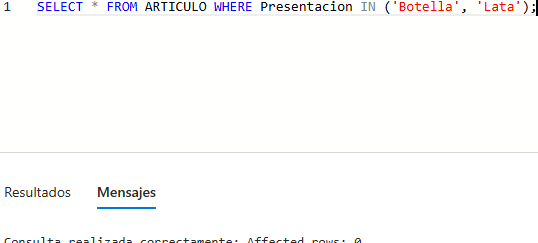 1 SELECT * FROM ARTICULO WHERE Presentacion IN ('Botella', 'Lata');
Resultados Mensajes
Consulta realizada correctamente: Affected rows: 0